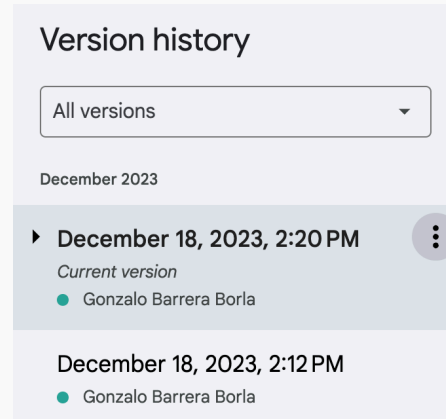 Version history
All versions
December 2023
December 18, 2023, 2:20 PM
Current version
Gonzalo Barrera Borla
December 18, 2023, 2:12 PM
Gonzalo Barrera Borla